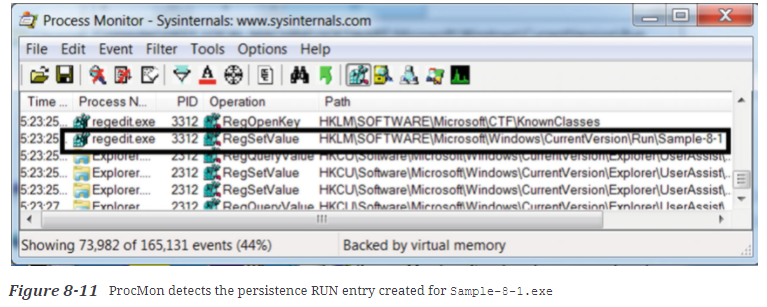 Process Monitor - Sysinternals: www.sysinternals.com
File Edit Event Filter Tools Options Help
Time ... Process N... PID Operation Path
5:23:25... regedit.exe 3312 RegOpenKey HKLM\SOFTWARE\Microsoft\CTF\KnownClasses
5:23:25... regedit.exe 3312 RegSetValue HKLM\SOFTWARE\Microsoft\Windows\CurrentVersion\Run\Sample-8-1
5:23:25... Explorer.... 2312 RegQueryValue HKCU\Software\Microsoft\Windows\CurrentVersion\Explorer\UserAssist\...
5:23:25... Explorer.... 2312 RegSetValue HKCU\Software\Microsoft\Windows\CurrentVersion\Explorer\UserAssist\...
5:23:25... Explorer.... 2312 RegSetValue HKCU\Software\Microsoft\Windows\CurrentVersion\Explorer\UserAssist\...
5:23:27 Explorer 2312 RegQueryValue HKCU\Software\Microsoft\Windows\CurrentVersion\Explorer\UserAssist\
Showing 73,982 of 165,131 events (44%) Backed by virtual memory
Figure 8-11 ProcMon detects the persistence RUN entry created for Sample-8-1.exe